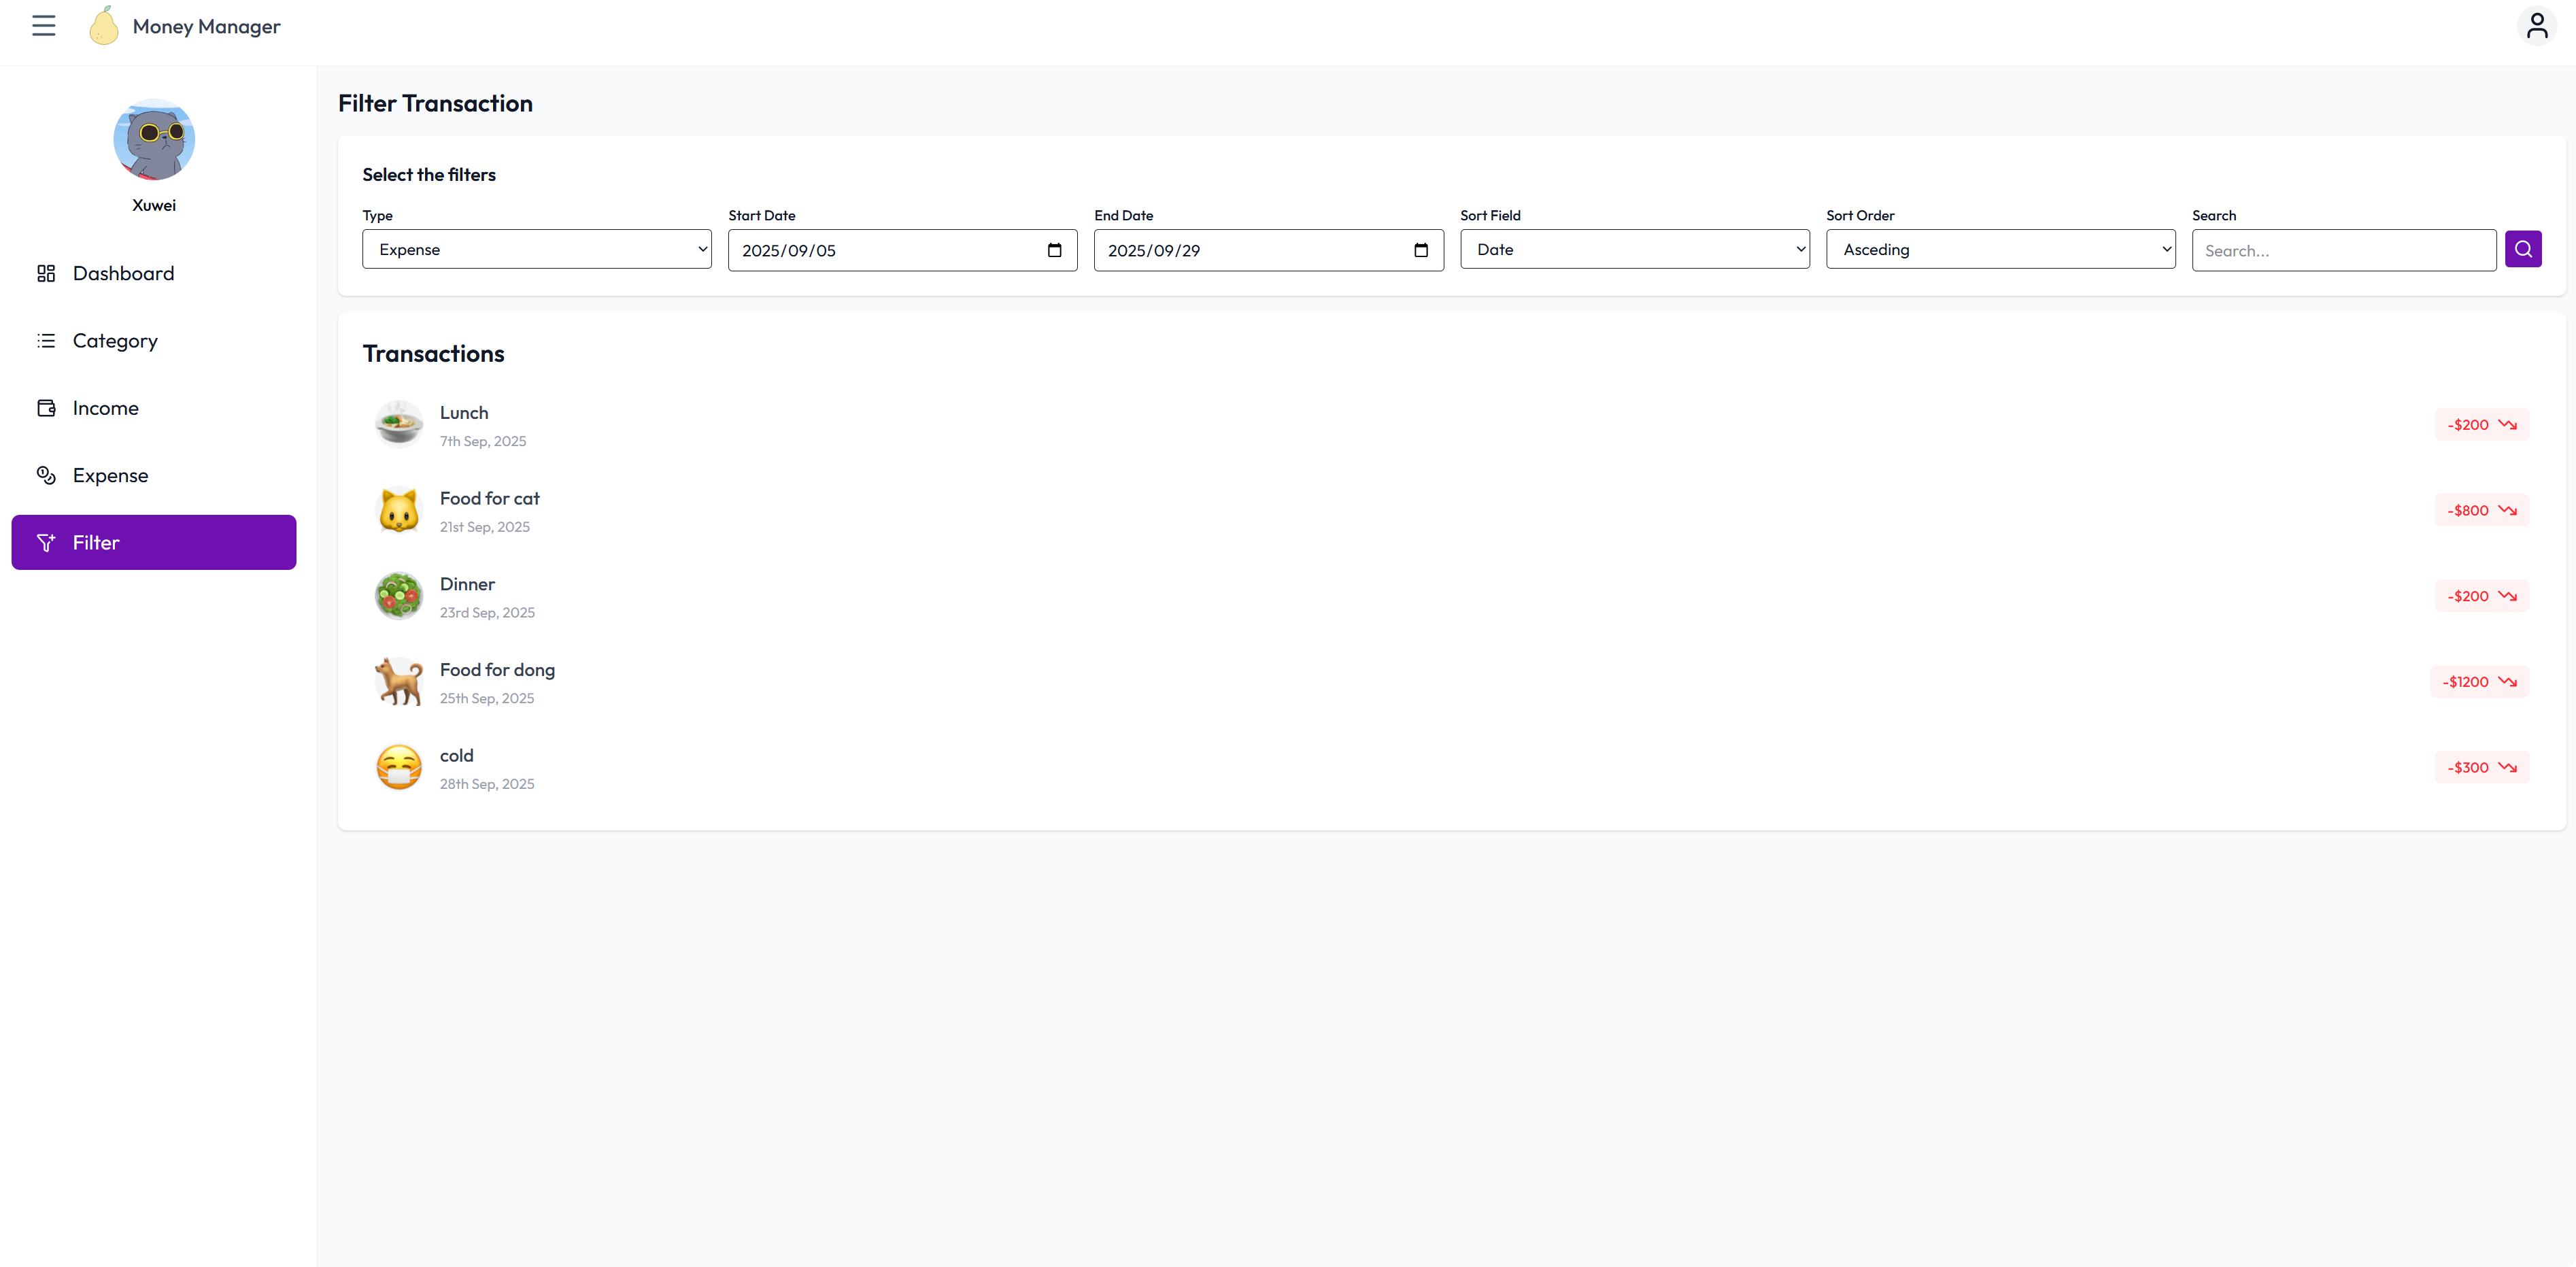 Money Manager
Xuwei
Dashboard
Category
Income
Expense
Filter
Filter Transaction
Select the filters
Type
Start Date
End Date
Sort Field
Sort Order
Search
Expense
2025/09/05
2025/09/29
Date
Asceding
Search...
Transactions
Lunch
7th Sep, 2025
-$200
Food for cat
21st Sep, 2025
-$800
Dinner
23rd Sep, 2025
-$200
Food for dong
25th Sep, 2025
-$1200
cold
28th Sep, 2025
-$300